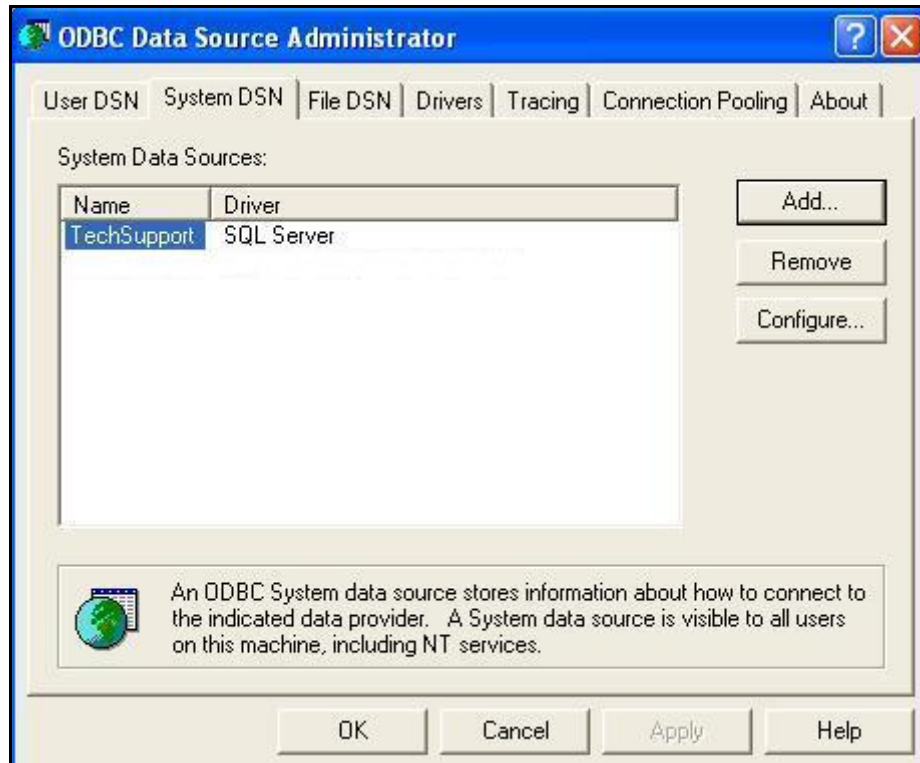 ODBC Data Source Administrator
User DSN System DSN File DSN Drivers Tracing Connection Pooling About
System Data Sources:
Name Driver
TechSupport SQL Server
Add...
Remove
Configure...
An ODBC System data source stores information about how to connect to
the indicated data provider. A System data source is visible to all users
on this machine, including NT services.
OK Cancel Apply Help